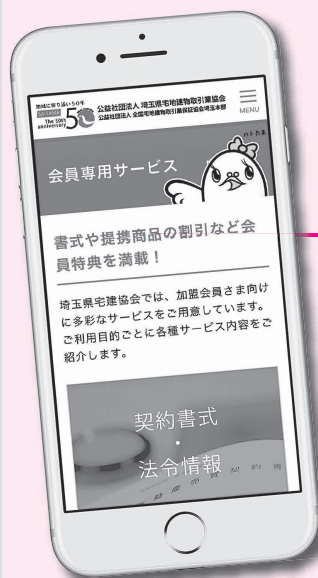 地域に寄り添い50年
The 50th
anniversary
50
公益社団法人 埼玉県宅地建物取引業協会
公益社団法人 全国宅地建物取引業保証協会埼玉本部
MENU
会員専用サービス
書式や提携商品の割引など会
員特典を満載！
埼玉県宅建協会では、加盟会員さま向け
に多彩なサービスをご用意しています。
ご利用目的ごとに各種サービス内容をご
紹介します。
契約書式
・
法令情報